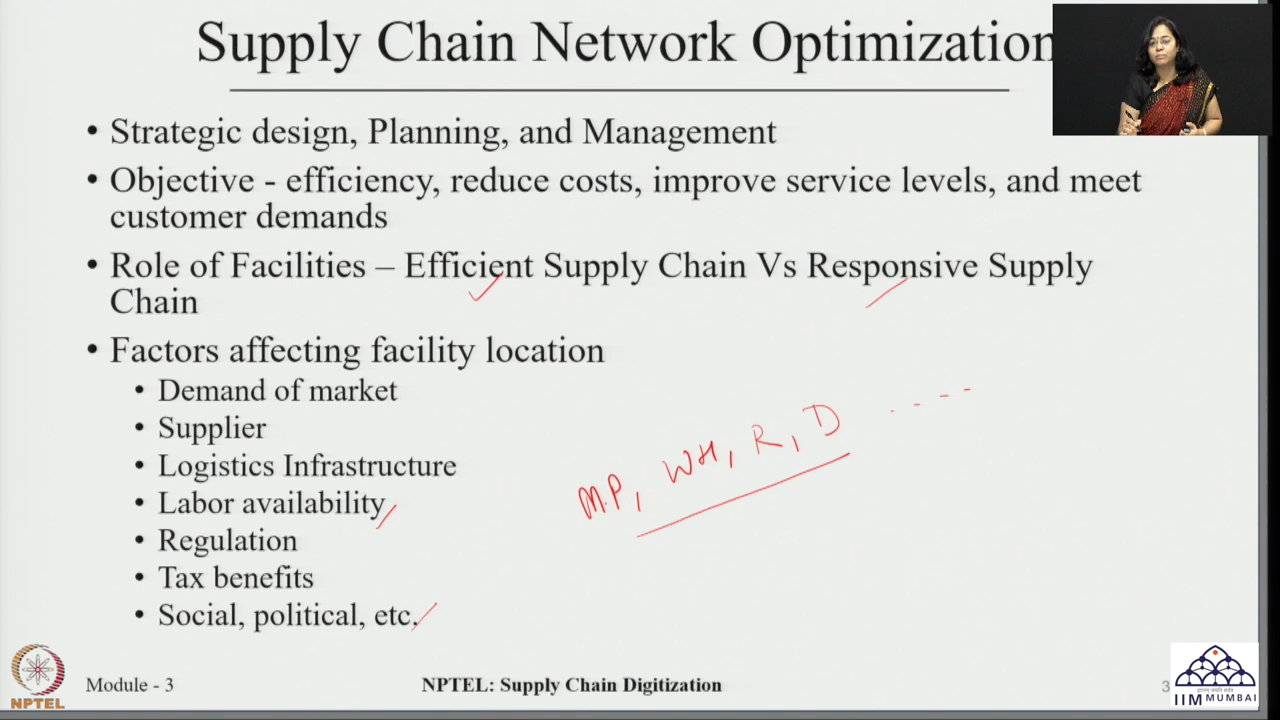 Supply Chain Network Optimization
• Strategic design, Planning, and Management
• Objective - efficiency, reduce costs, improve service levels, and meet
customer demands
• Role of Facilities – Efficient Supply Chain Vs Responsive Supply
Chain
• Factors affecting facility location
• Demand of market
• Supplier
• Logistics Infrastructure
• Labor availability
• Regulation
• Tax benefits
• Social, political, etc.
M.P, WH, R, D ....
NPTEL
Module - 3
NPTEL: Supply Chain Digitization
3
IIM MUMBAI